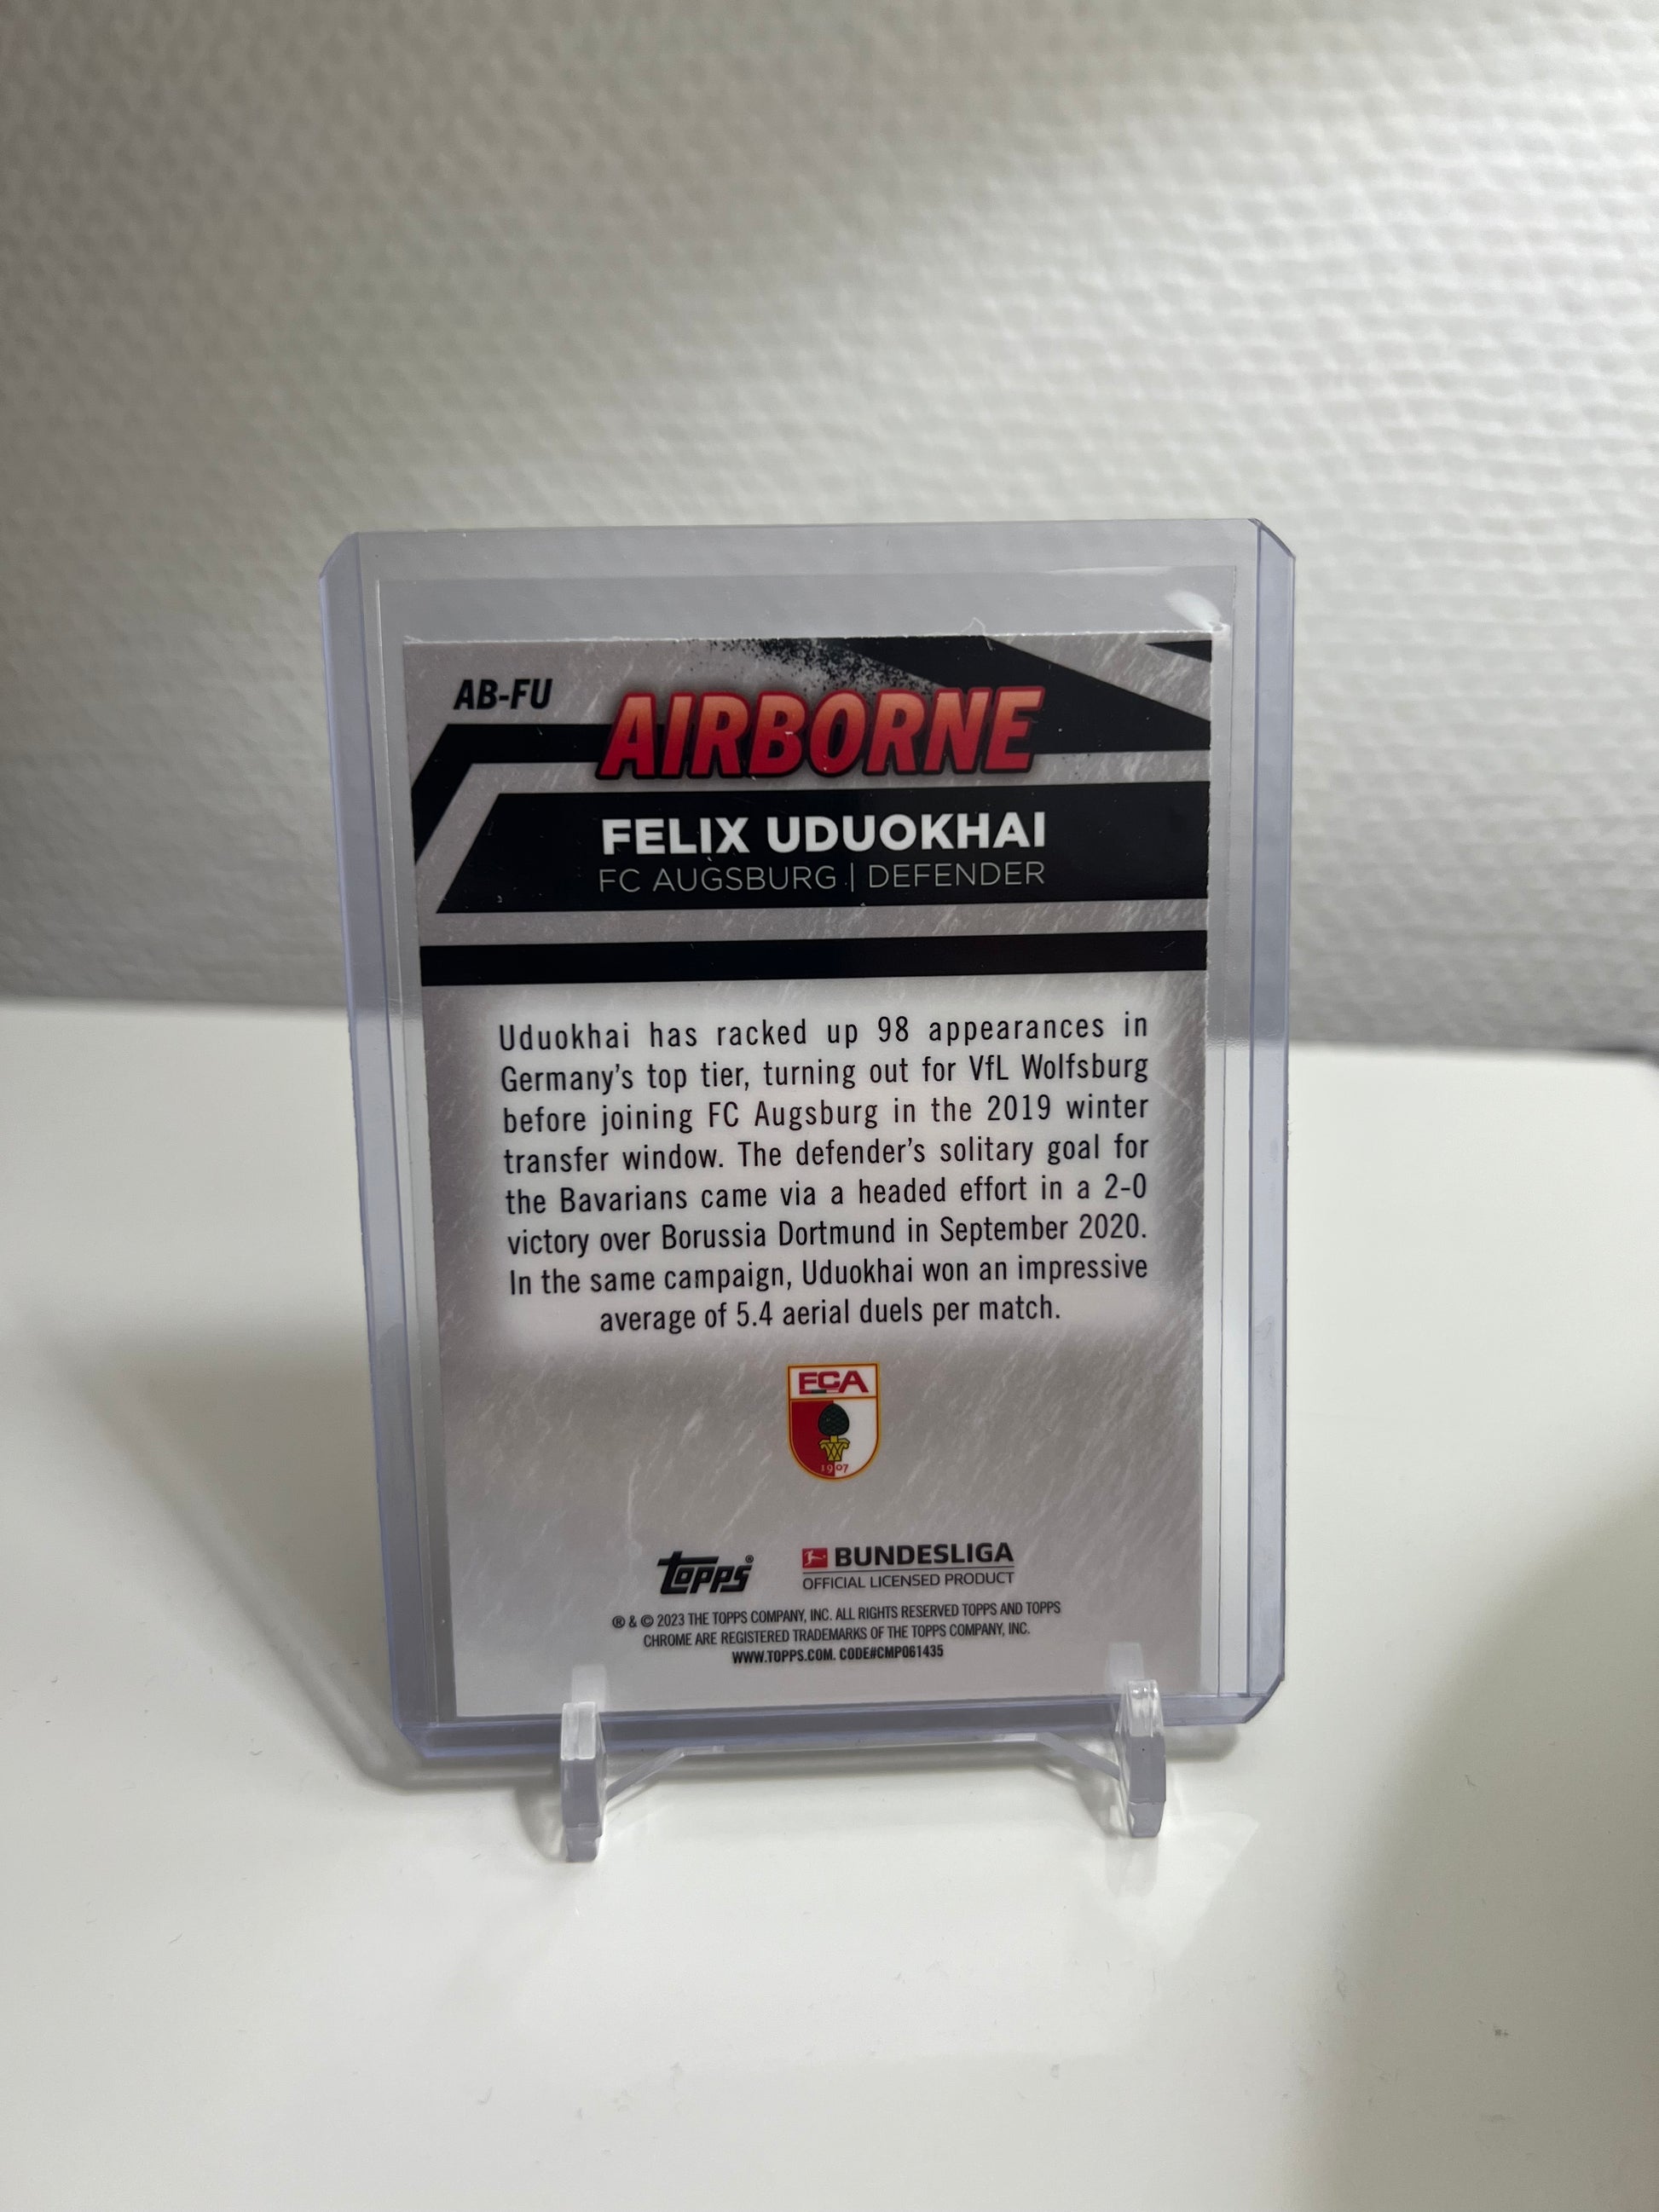 AB-FU
AIRBORNE
FELIX UDUOKHAI
FC AUGSBURG | DEFENDER
Uduokhai has racked up 98 appearances in
Germany's top tier, turning out for VfL Wolfsburg
before joining FC Augsburg in the 2019 winter
transfer window. The defender's solitary goal for
the Bavarians came via a headed effort in a 2-0
victory over Borussia Dortmund in September 2020.
In the same campaign, Uduokhai won an impressive
average of 5.4 aerial duels per match.
FCA
1907
topps®
BUNDESLIGA
OFFICIAL LICENSED PRODUCT
® & © 2023 THE TOPPS COMPANY, INC. ALL RIGHTS RESERVED TOPPS AND TOPPS
CHROME ARE REGISTERED TRADEMARKS OF THE TOPPS COMPANY, INC.
WWW.TOPPS.COM. CODE#CMP061435